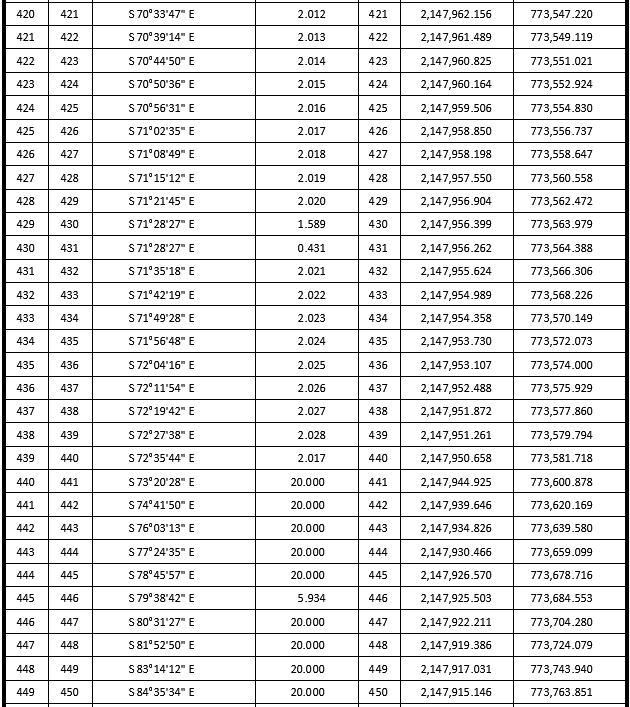 420 421 S 70°33'47" E 2.012 421 2,147,962.156 773,547.220
421 422 S 70°39'14" E 2.013 422 2,147,961.489 773,549.119
422 423 S 70°44'50" E 2.014 423 2,147,960.825 773,551.021
423 424 S 70°50'36" E 2.015 424 2,147,960.164 773,552.924
424 425 S 70°56'31" E 2.016 425 2,147,959.506 773,554.830
425 426 S 71°02'35" E 2.017 426 2,147,958.850 773,556.737
426 427 S 71°08'49" E 2.018 427 2,147,958.198 773,558.647
427 428 S 71°15'12" E 2.019 428 2,147,957.550 773,560.558
428 429 S 71°21'45" E 2.020 429 2,147,956.904 773,562.472
429 430 S 71°28'27" E 1.589 430 2,147,956.399 773,563.979
430 431 S 71°28'27" E 0.431 431 2,147,956.262 773,564.388
431 432 S 71°35'18" E 2.021 432 2,147,955.624 773,566.306
432 433 S 71°42'19" E 2.022 433 2,147,954.989 773,568.226
433 434 S 71°49'28" E 2.023 434 2,147,954.358 773,570.149
434 435 S 71°56'48" E 2.024 435 2,147,953.730 773,572.073
435 436 S 72°04'16" E 2.025 436 2,147,953.107 773,574.000
436 437 S 72°11'54" E 2.026 437 2,147,952.488 773,575.929
437 438 S 72°19'42" E 2.027 438 2,147,951.872 773,577.860
438 439 S 72°27'38" E 2.028 439 2,147,951.261 773,579.794
439 440 S 72°35'44" E 2.017 440 2,147,950.658 773,581.718
440 441 S 73°20'28" E 20.000 441 2,147,944.925 773,600.878
441 442 S 74°41'50" E 20.000 442 2,147,939.646 773,620.169
442 443 S 76°03'13" E 20.000 443 2,147,934.826 773,639.580
443 444 S 77°24'35" E 20.000 444 2,147,930.466 773,659.099
444 445 S 78°45'57" E 20.000 445 2,147,926.570 773,678.716
445 446 S 79°38'42" E 5.934 446 2,147,925.503 773,684.553
446 447 S 80°31'27" E 20.000 447 2,147,922.211 773,704.280
447 448 S 81°52'50" E 20.000 448 2,147,919.386 773,724.079
448 449 S 83°14'12" E 20.000 449 2,147,917.031 773,743.940
449 450 S 84°35'34" E 20.000 450 2,147,915.146 773,763.851